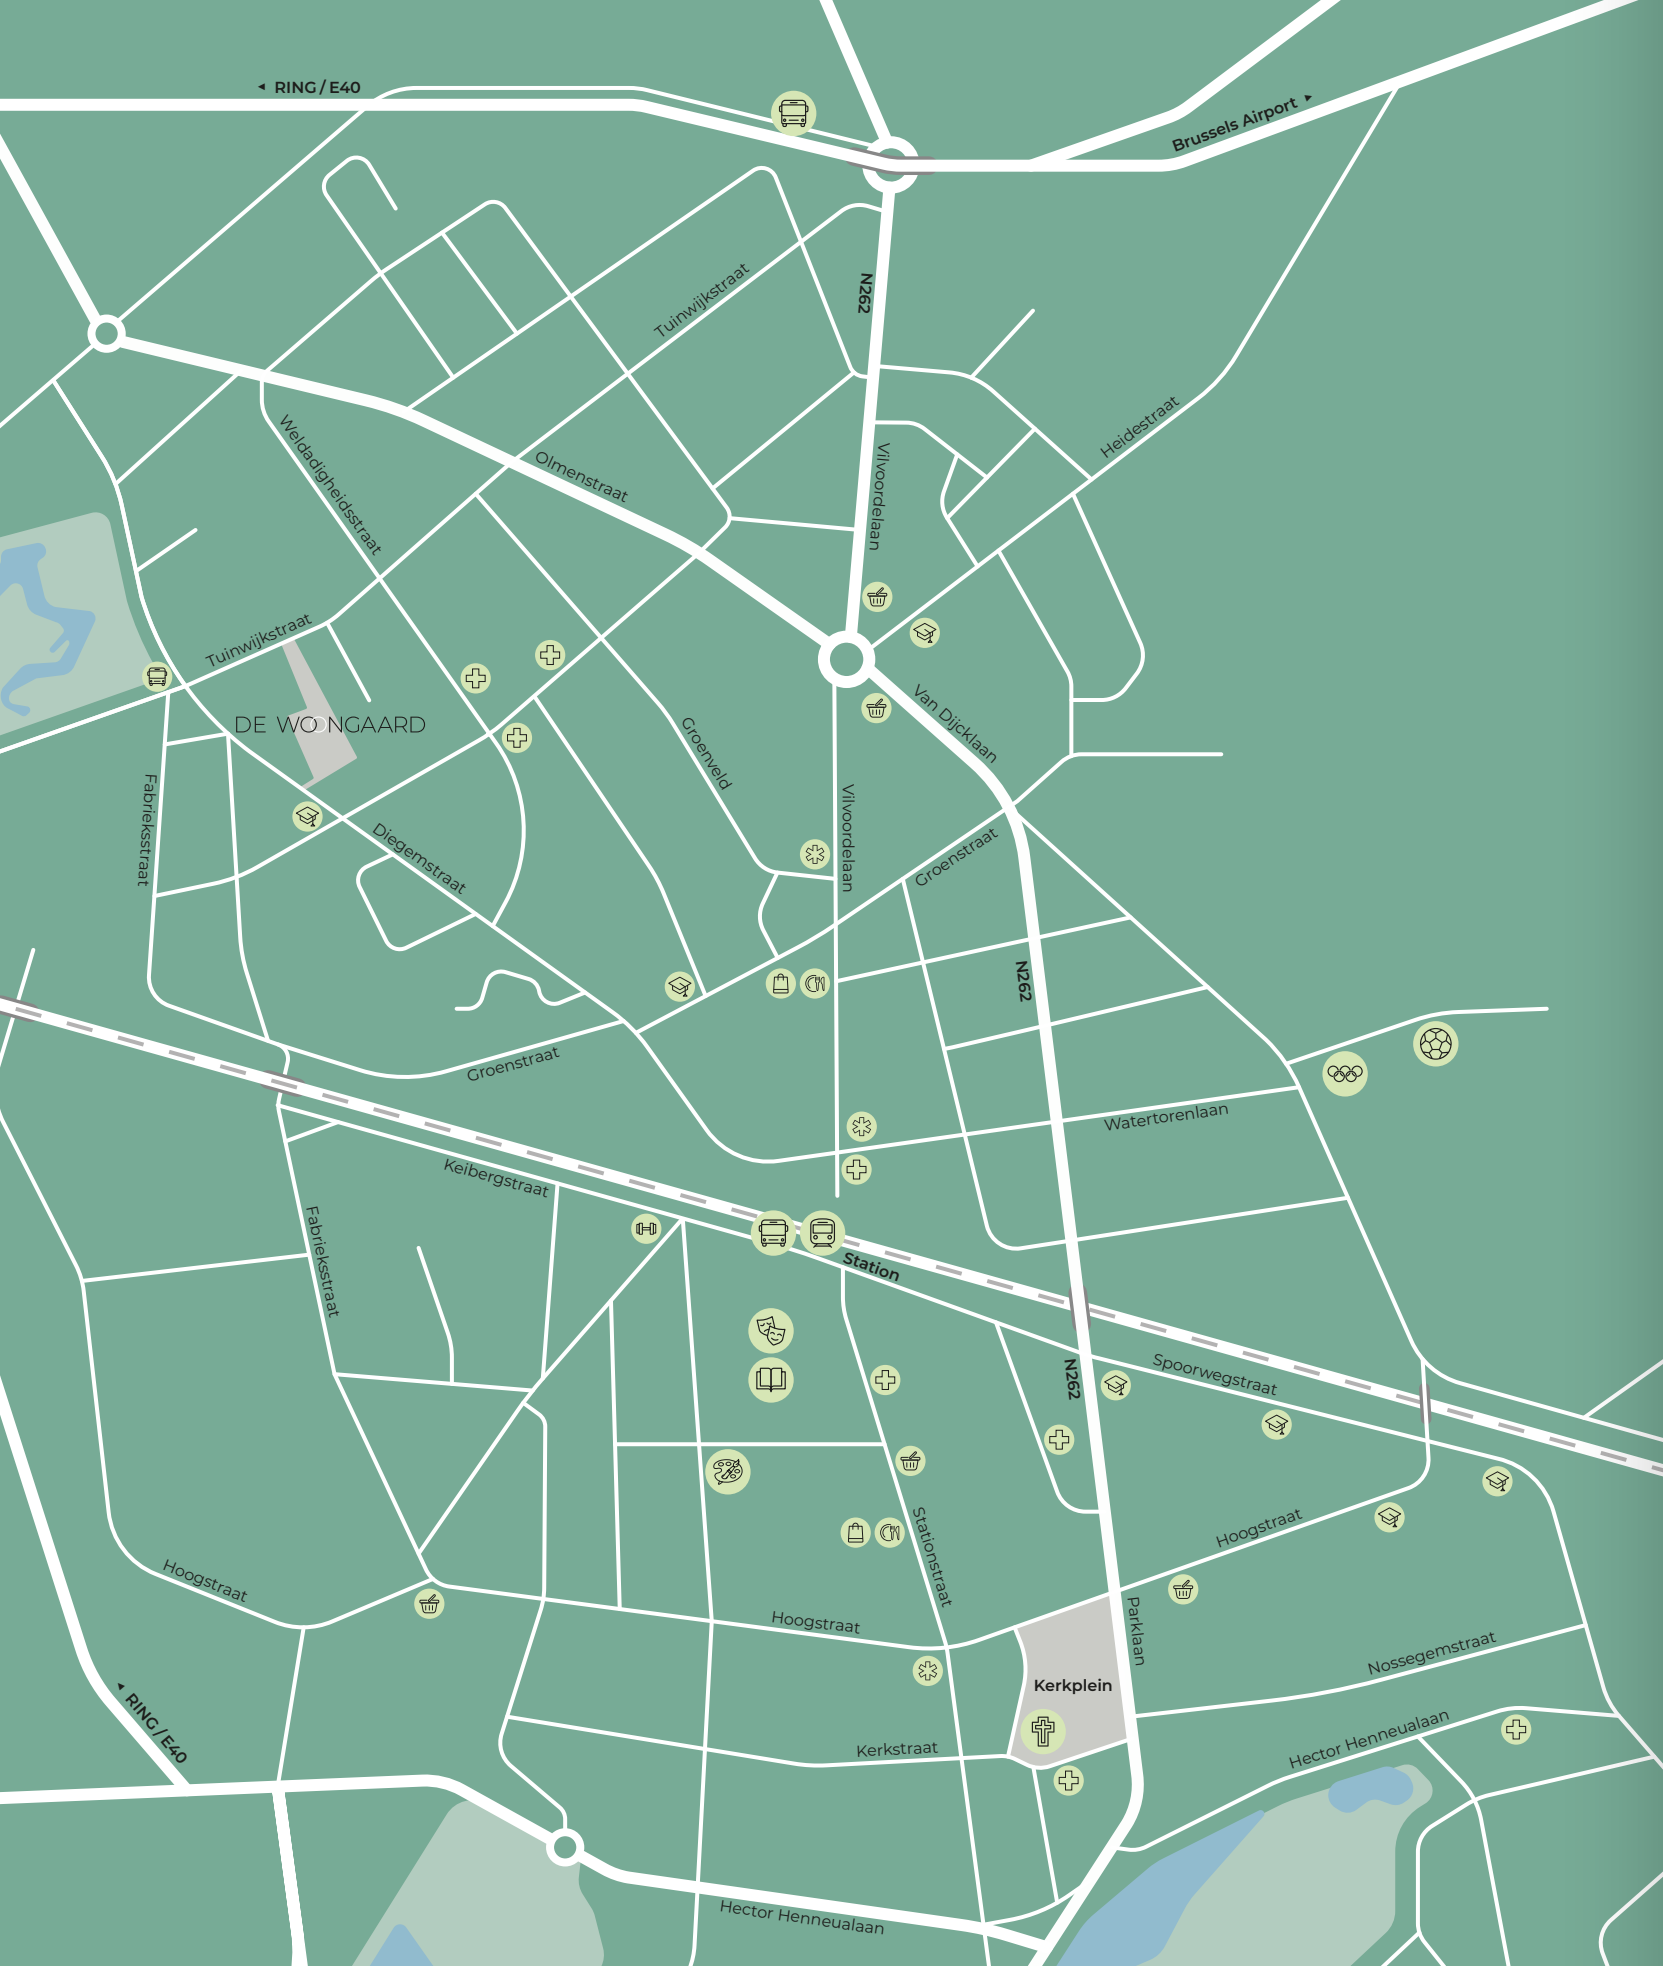 ◄ RING / E40
Brussels Airport ►
Tuinwijkstraat
N262
Heidestraat
Weldadigheidsstraat
Olmenstraat
Vilvoordelaan
Tuinwijkstraat
DE WOONGAARD
Van Dijcklaan
Groenveld
Fabrieksstraat
Vilvoordelaan
Diegemstraat
Groenstraat
N262
Groenstraat
Watertorenlaan
Keibergstraat
Fabrieksstraat
Station
N262
Spoorwegstraat
Stationstraat
Hoogstraat
Hoogstraat
Hoogstraat
Parklaan
Nossegemstraat
Kerkplein
◄ RING / E40
Kerkstraat
Hector Henneualaan
Hector Henneualaan